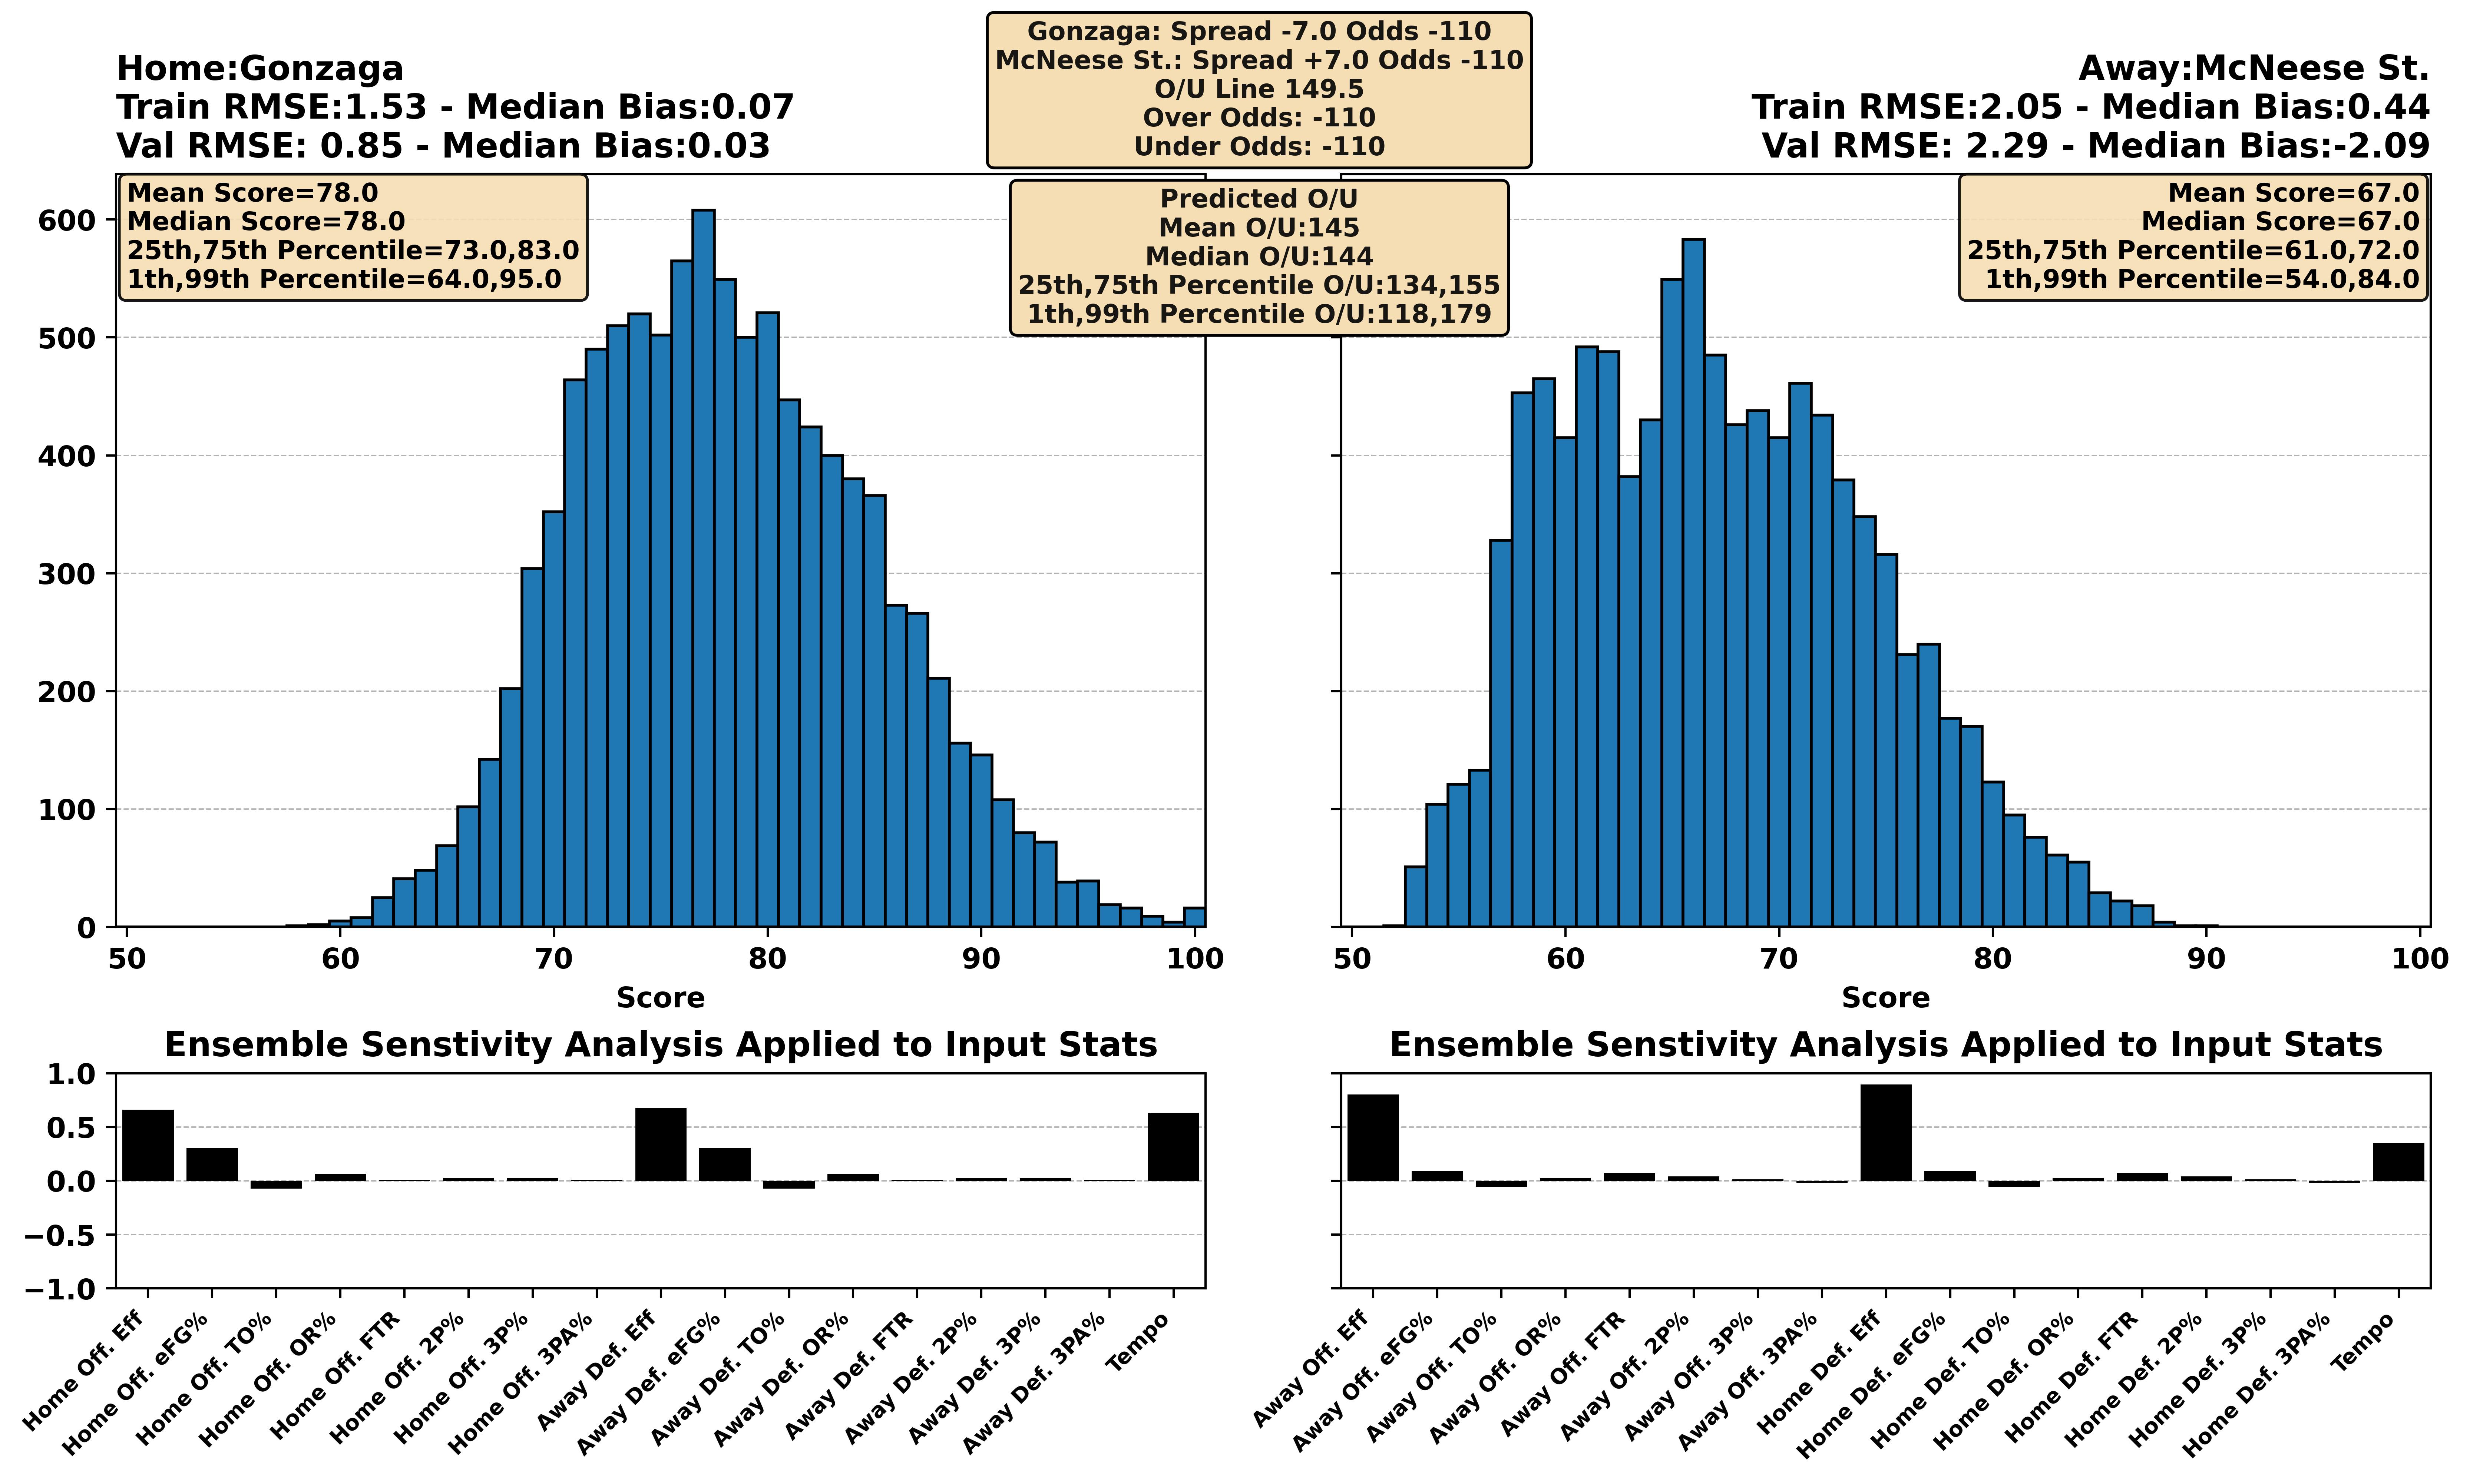 Gonzaga: Spread -7.0 Odds -110
McNeese St.: Spread +7.0 Odds -110
O/U Line 149.5
Over Odds: -110
Under Odds: -110
Home:Gonzaga
Train RMSE:1.53 - Median Bias:0.07
Val RMSE: 0.85 - Median Bias:0.03
Away:McNeese St.
Train RMSE:2.05 - Median Bias:0.44
Val RMSE: 2.29 - Median Bias:-2.09
Mean Score=78.0
Median Score=78.0
25th,75th Percentile=73.0,83.0
1th,99th Percentile=64.0,95.0
Predicted O/U
Mean O/U:145
Median O/U:144
25th,75th Percentile O/U:134,155
1th,99th Percentile O/U:118,179
Mean Score=67.0
Median Score=67.0
25th,75th Percentile=61.0,72.0
1th,99th Percentile=54.0,84.0
600
500
400
300
200
100
0
50 60 70 80 90 100
Score
50 60 70 80 90 100
Score
Ensemble Senstivity Analysis Applied to Input Stats
1.0
0.5
0.0
−0.5
−1.0
Home Off. Eff
Home Off. eFG%
Home Off. TO%
Home Off. OR%
Home Off. FTR
Home Off. 2P%
Home Off. 3P%
Home Off. 3PA%
Away Def. Eff
Away Def. eFG%
Away Def. TO%
Away Def. OR%
Away Def. FTR
Away Def. 2P%
Away Def. 3P%
Away Def. 3PA%
Tempo
Ensemble Senstivity Analysis Applied to Input Stats
Away Off. Eff
Away Off. eFG%
Away Off. TO%
Away Off. OR%
Away Off. FTR
Away Off. 2P%
Away Off. 3P%
Away Off. 3PA%
Home Def. Eff
Home Def. eFG%
Home Def. TO%
Home Def. OR%
Home Def. FTR
Home Def. 2P%
Home Def. 3P%
Home Def. 3PA%
Tempo